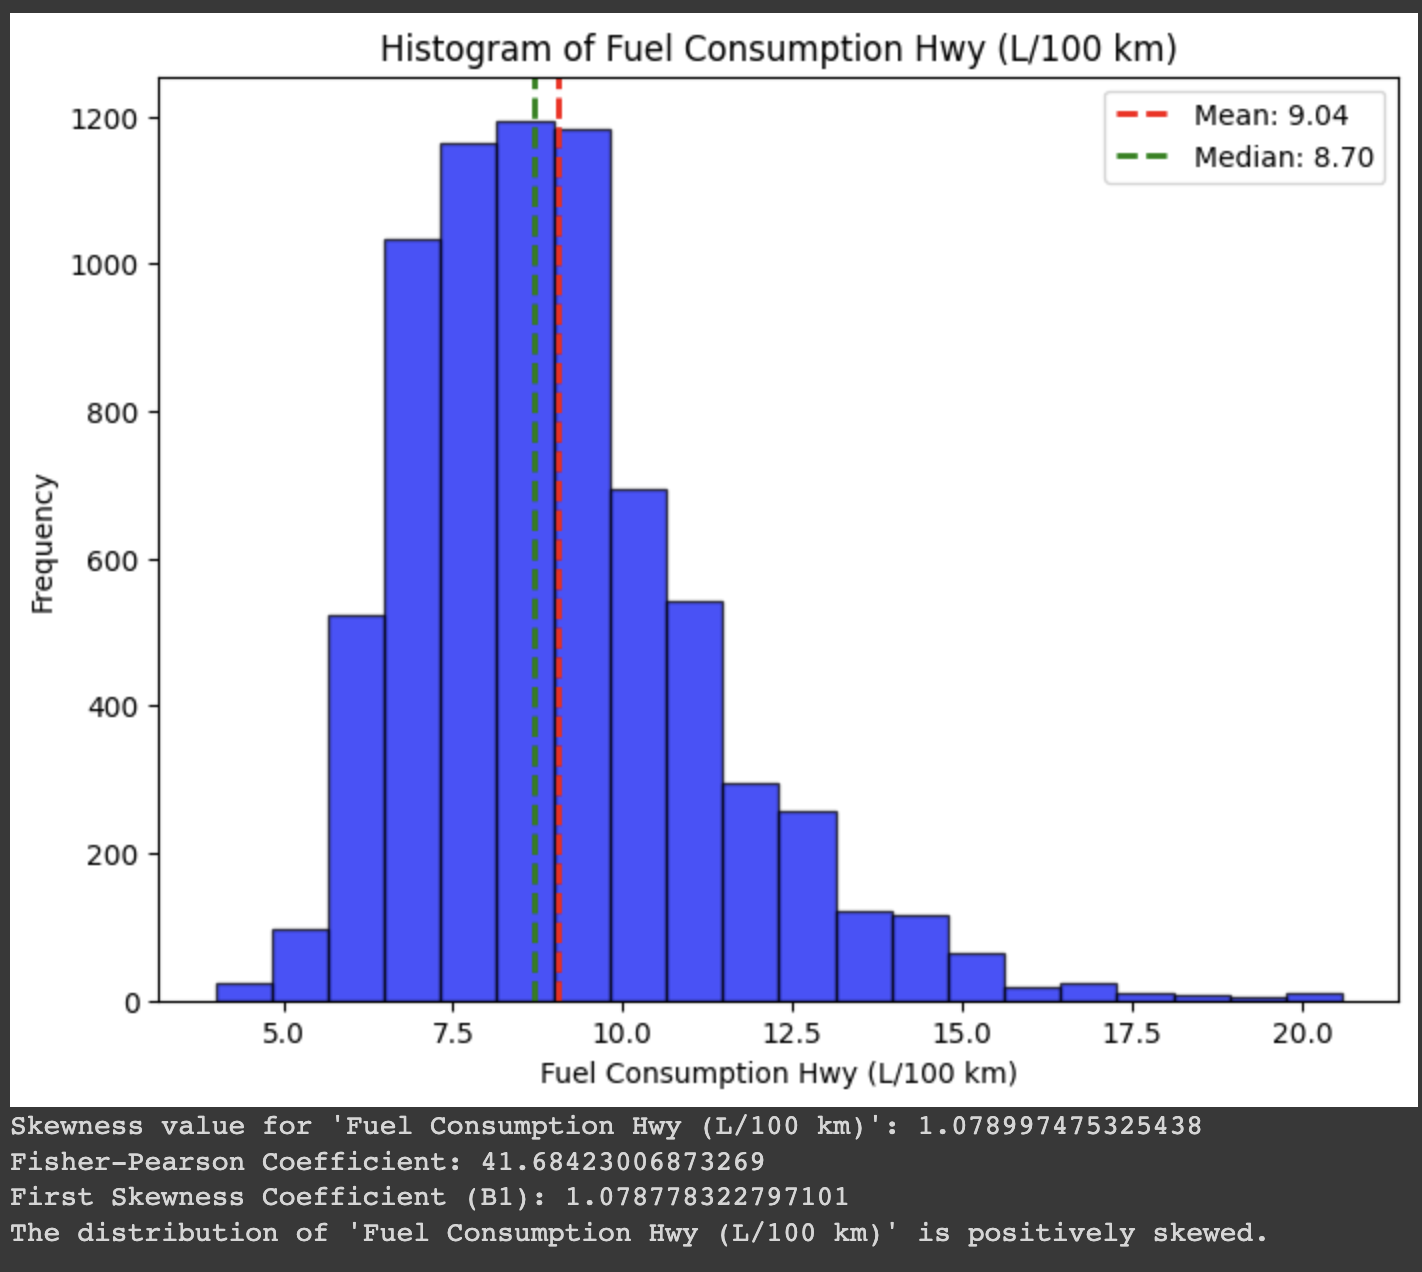 Histogram of Fuel Consumption Hwy (L/100 km)
Mean: 9.04
Median: 8.70
1200
1000
800
600
400
200
0
Frequency
5.0 7.5 10.0 12.5 15.0 17.5 20.0
Fuel Consumption Hwy (L/100 km)
Skewness value for 'Fuel Consumption Hwy (L/100 km)': 1.078997475325438
Fisher-Pearson Coefficient: 41.68423006873269
First Skewness Coefficient (B1): 1.078778322797101
The distribution of 'Fuel Consumption Hwy (L/100 km)' is positively skewed.